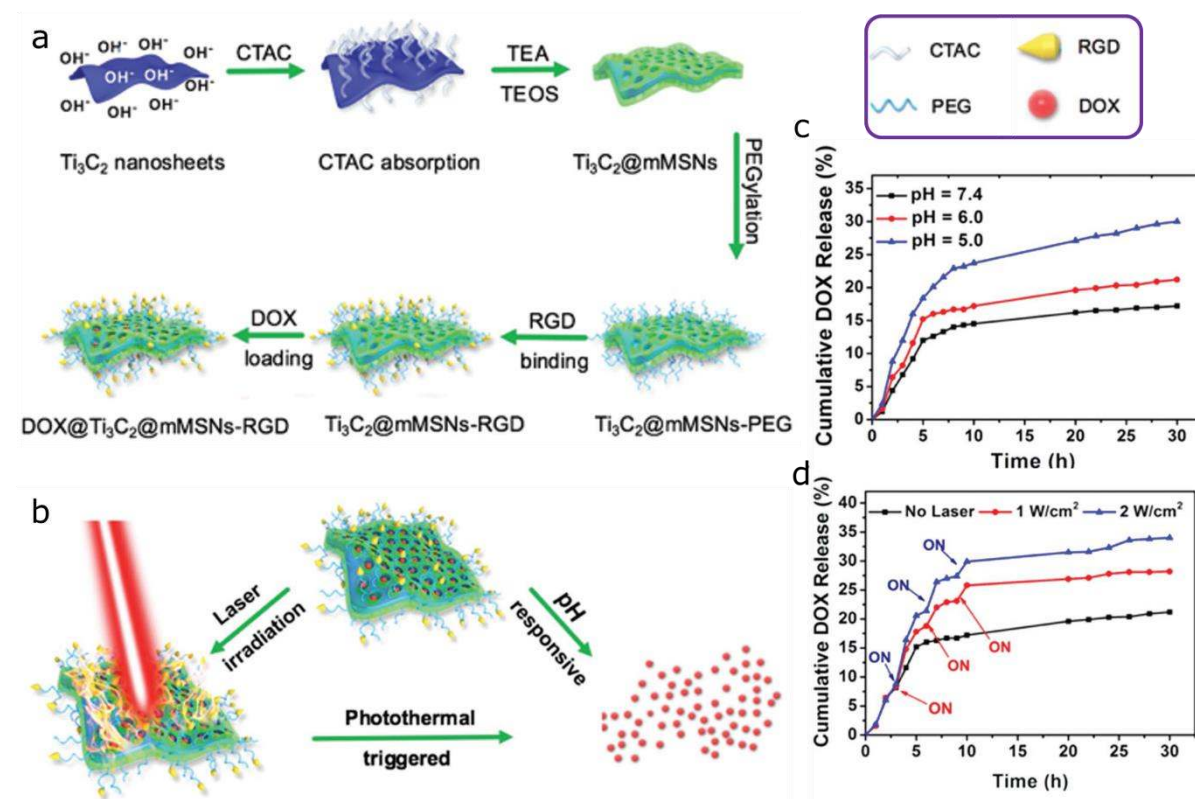 a
OH⁻ OH⁻ OH⁻ OH⁻
OH⁻ OH⁻
OH⁻ OH⁻ OH⁻ OH⁻
CTAC
TEA
TEOS
Ti₃C₂ nanosheets
CTAC absorption
Ti₃C₂@mMSNs
PEGylation
DOX
loading
RGD
binding
DOX@Ti₃C₂@mMSNs-RGD
Ti₃C₂@mMSNs-RGD
Ti₃C₂@mMSNs-PEG
CTAC
RGD
PEG
DOX
b
Laser
irradiation
pH
responsive
Photothermal
triggered
c
Cumulative DOX Release (%)
35
30
25
20
15
10
5
0
pH = 7.4
pH = 6.0
pH = 5.0
0 5 10 15 20 25 30
Time (h)
d
Cumulative DOX Release (%)
40
35
30
25
20
15
10
5
0
No Laser 1 W/cm² 2 W/cm²
ON
ON
ON
ON
ON
ON
0 5 10 15 20 25 30
Time (h)